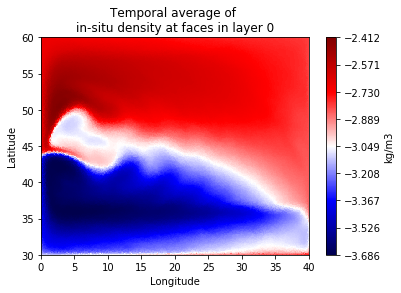 Temporal average of
in-situ density at faces in layer 0
60
55
50
45
40
35
30
Latitude
0 5 10 15 20 25 30 35 40
Longitude
−2.412
−2.571
−2.730
−2.889
−3.049
−3.208
−3.367
−3.526
−3.686
kg/m3